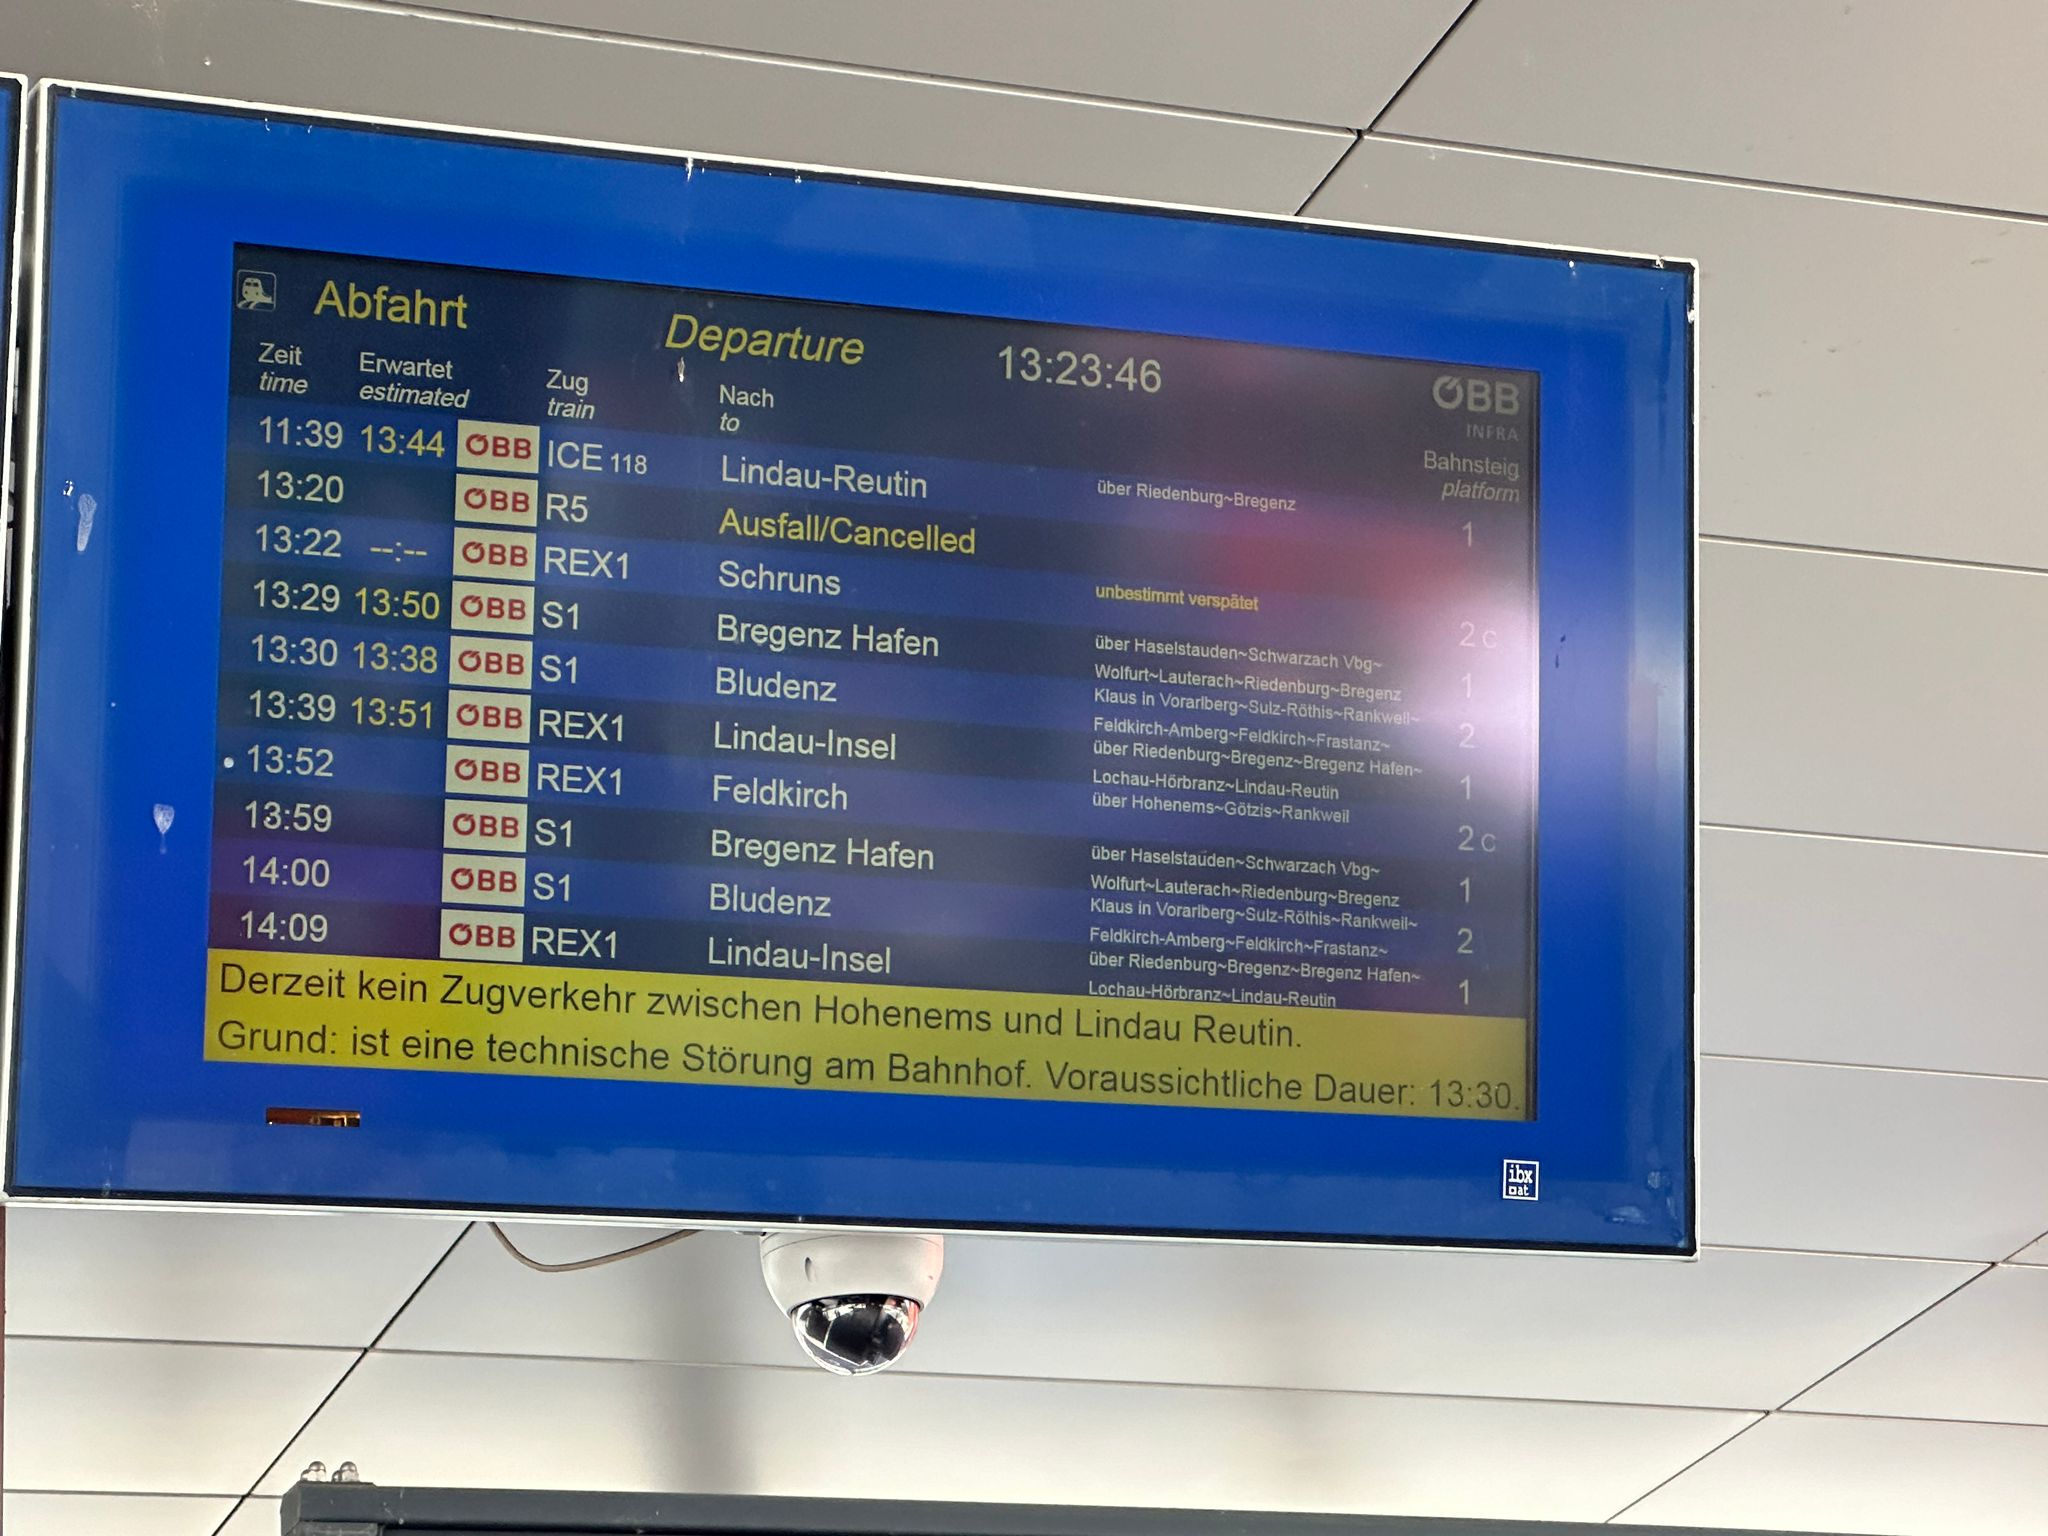 Abfahrt Departure 13:23:46 ÖBB
INFRA
Zeit Erwartet Zug Nach Bahnsteig
time estimated train to platform
11:39 13:44 ÖBB ICE 118 Lindau-Reutin über Riedenburg~Bregenz 1
13:20 ÖBB R5 Ausfall/Cancelled
13:22 --:-- ÖBB REX1 Schruns unbestimmt verspätet 2 C
13:29 13:50 ÖBB S1 Bregenz Hafen über Haselstauden~Schwarzach Vbg~
Wolfurt~Lauterach~Riedenburg~Bregenz 1
13:30 13:38 ÖBB S1 Bludenz Klaus in Vorarlberg~Sulz-Röthis~Rankweil~
Feldkirch-Amberg~Feldkirch~Frastanz~ 2
13:39 13:51 ÖBB REX1 Lindau-Insel über Riedenburg~Bregenz~Bregenz Hafen~
Lochau-Hörbranz~Lindau-Reutin 1
13:52 ÖBB REX1 Feldkirch über Hohenems~Götzis~Rankweil 2 C
13:59 ÖBB S1 Bregenz Hafen über Haselstauden~Schwarzach Vbg~
Wolfurt~Lauterach~Riedenburg~Bregenz 1
14:00 ÖBB S1 Bludenz Klaus in Vorarlberg~Sulz-Röthis~Rankweil~
Feldkirch-Amberg~Feldkirch~Frastanz~ 2
14:09 ÖBB REX1 Lindau-Insel über Riedenburg~Bregenz~Bregenz Hafen~
Lochau-Hörbranz~Lindau-Reutin 1
Derzeit kein Zugverkehr zwischen Hohenems und Lindau Reutin.
Grund: ist eine technische Störung am Bahnhof. Voraussichtliche Dauer: 13:30.
ibx
at